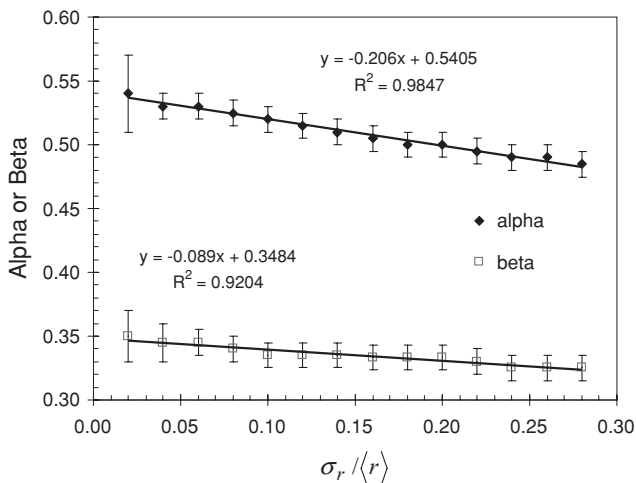 0.60
y = -0.206x + 0.5405
R² = 0.9847
0.55
0.50
Alpha or Beta
0.45
alpha
0.40
y = -0.089x + 0.3484
beta
R² = 0.9204
0.35
0.30
0.00 0.05 0.10 0.15 0.20 0.25 0.30
σ_r /⟨r⟩